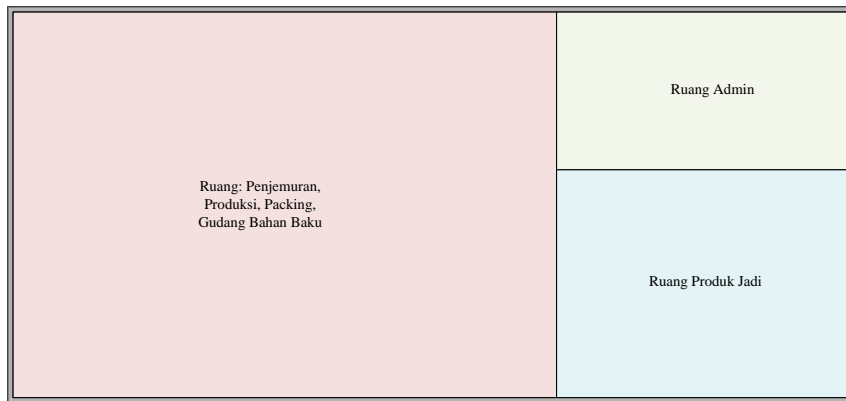 Ruang: Penjemuran,
Produksi, Packing,
Gudang Bahan Baku
Ruang Admin
Ruang Produk Jadi